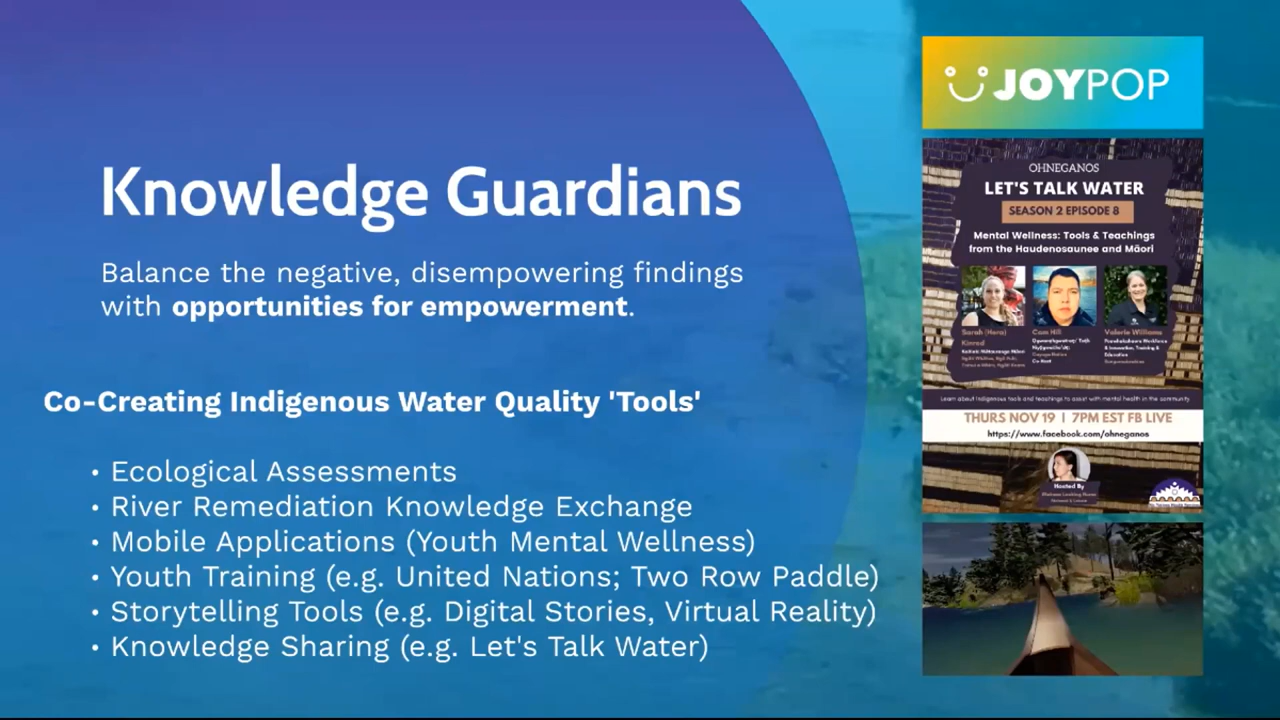 Knowledge Guardians
Balance the negative, disempowering findings
with opportunities for empowerment.
Co-Creating Indigenous Water Quality 'Tools'
• Ecological Assessments
• River Remediation Knowledge Exchange
• Mobile Applications (Youth Mental Wellness)
• Youth Training (e.g. United Nations; Two Row Paddle)
• Storytelling Tools (e.g. Digital Stories, Virtual Reality)
• Knowledge Sharing (e.g. Let's Talk Water)
JOYPOP
OHNEGANOS
LET'S TALK WATER
SEASON 2 EPISODE 8
Mental Wellness: Tools & Teachings
from the Haudenosaunee and Māori
Sarah (Hera)
Kinred
Cam Hill
Co-Host
Valarie Williams
& Innovation, Training &
Education
Learn about Indigenous tools and teachings to assist with mental health in the community
THURS NOV 19 | 7PM EST FB LIVE
https://www.facebook.com/ohneganos
Hosted By